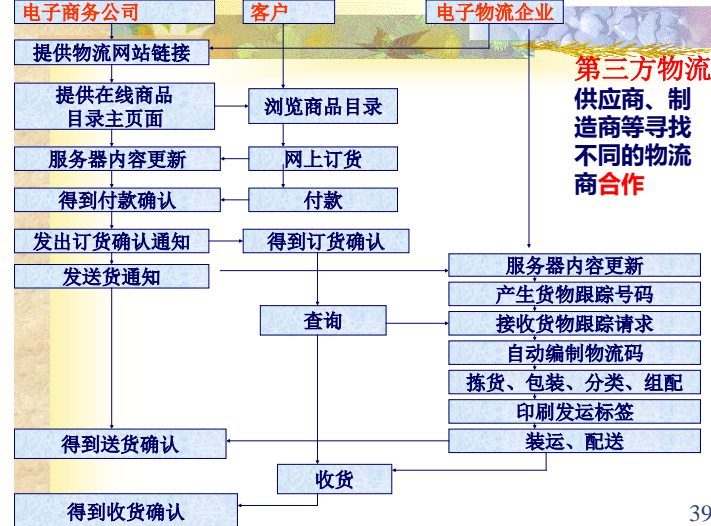 电子商务公司
客户
电子物流企业
提供物流网站链接
第三方物流
供应商、制
造商等寻找
不同的物流
商合作
提供在线商品
目录主页面
浏览商品目录
服务器内容更新
网上订货
得到付款确认
付款
发出订货确认通知
得到订货确认
发送货通知
服务器内容更新
产生货物跟踪号码
查询
接收货物跟踪请求
自动编制物流码
拣货、包装、分类、组配
印刷发运标签
得到送货确认
装运、配送
收货
得到收货确认
39